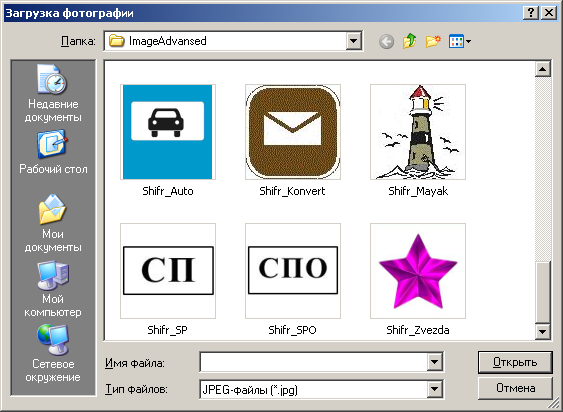 Загрузка фотографии
Папка:
ImageAdvansed
Недавние
документы
Рабочий стол
Мои
документы
Мой
компьютер
Сетевое
окружение
Shifr_Auto
Shifr_Konvert
Shifr_Mayak
СП
СПО
Shifr_SP
Shifr_SPO
Shifr_Zvezda
Имя файла:
Открыть
Тип файлов:
JPEG-файлы (*.jpg)
Отмена